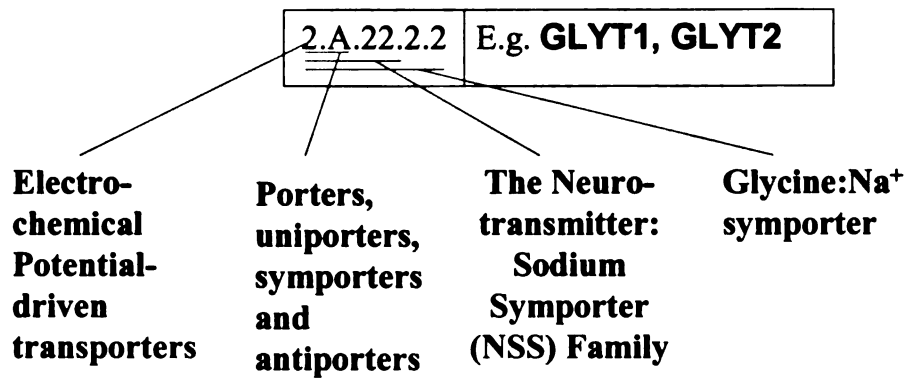 2.A.22.2.2 E.g. GLYT1, GLYT2
Electro-
chemical
Potential-
driven
transporters
Porters,
uniporters,
symporters
and
antiporters
The Neuro-
transmitter:
Sodium
Symporter
(NSS) Family
Glycine:Na⁺
symporter